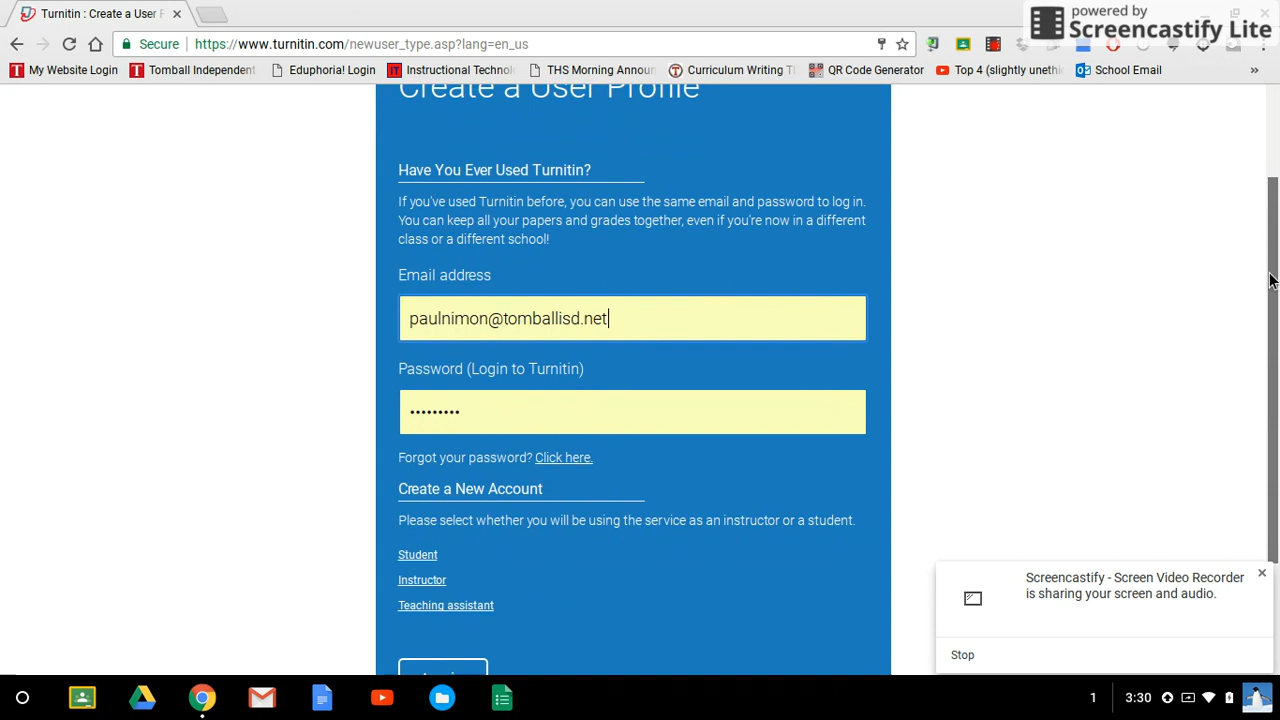 Turnitin : Create a User P
powered by
Screencastify Lite
Secure
https://www.turnitin.com/newuser_type.asp?lang=en_us
My Website Login
Tomball Independent
Eduphoria! Login
Instructional Technol
THS Morning Annou
Curriculum Writing T
QR Code Generator
Top 4 (slightly uneth
School Email
»
Create a User Profile
Have You Ever Used Turnitin?
If you've used Turnitin before, you can use the same email and password to log in.
You can keep all your papers and grades together, even if you're now in a different
class or a different school!
Email address
paulnimon@tomballisd.net
Password (Login to Turnitin)
•••••••••
Forgot your password? Click here.
Create a New Account
Please select whether you will be using the service as an instructor or a student.
Student
Instructor
Teaching assistant
Screencastify - Screen Video Recorder
is sharing your screen and audio.
Stop
1
3:30